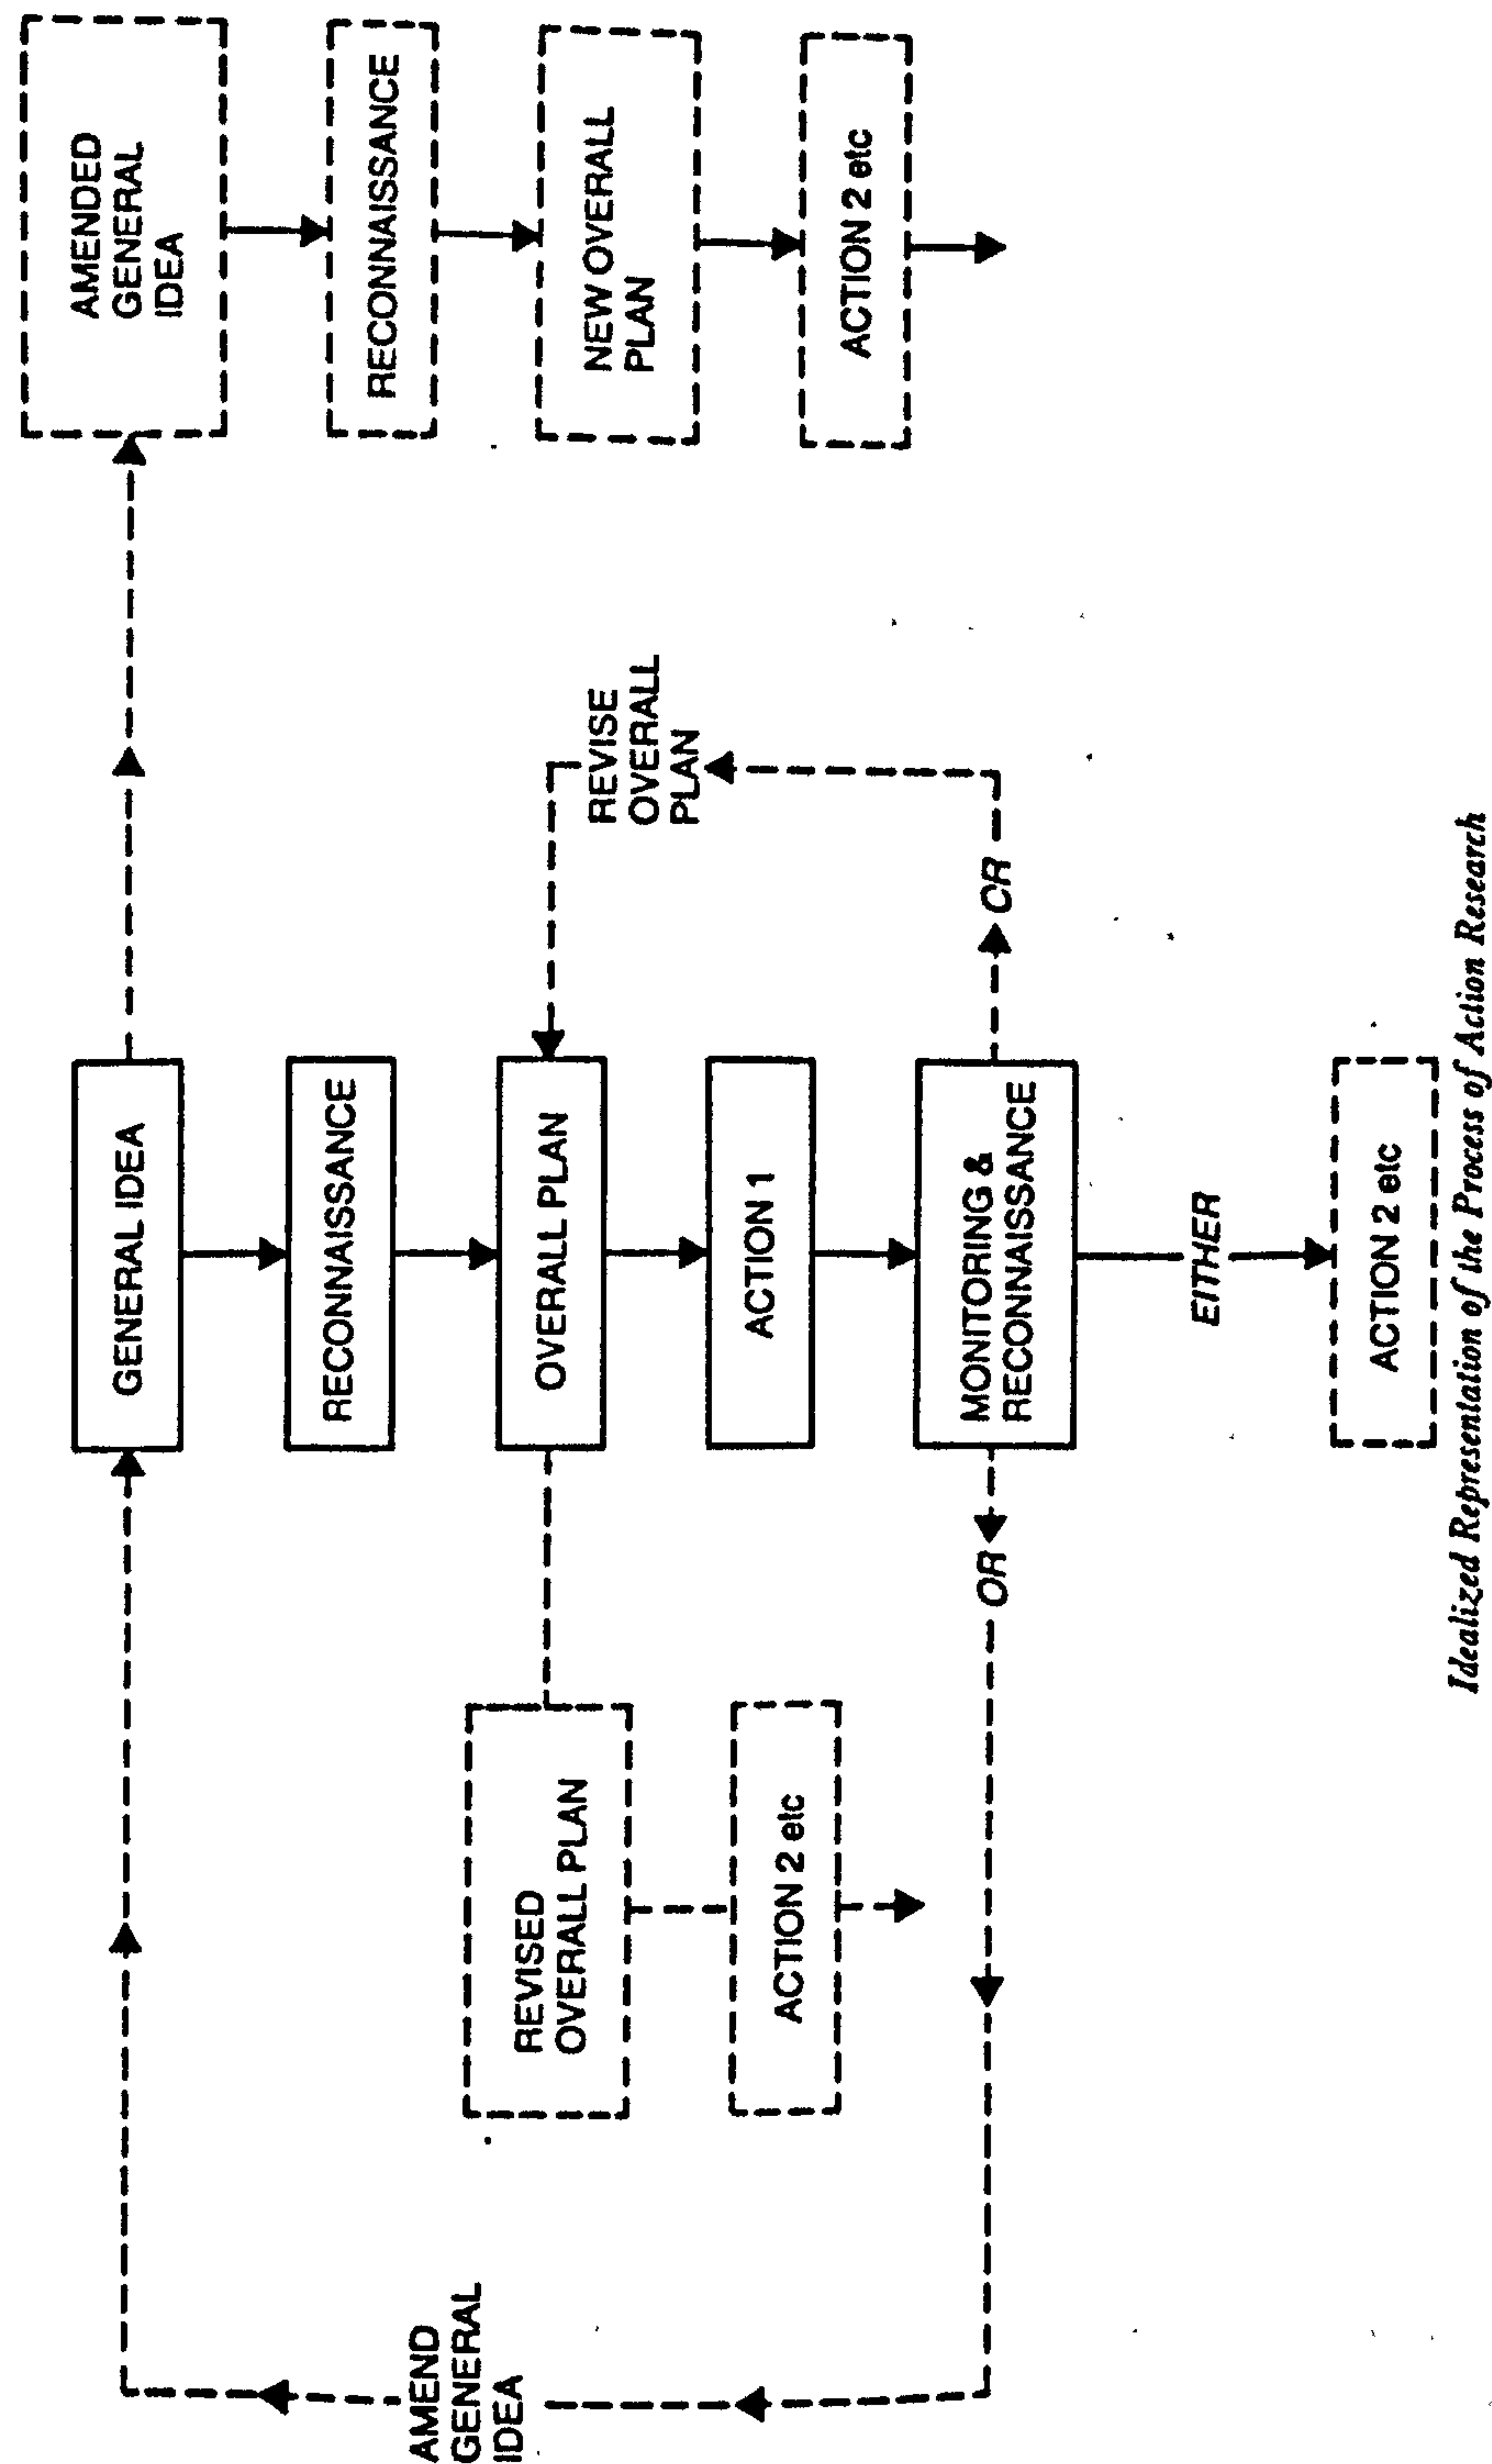 GENERAL IDEA
AMENDED
GENERAL
IDEA
RECONNAISSANCE
RECONNAISSANCE
AMEND
GENERAL
IDEA
REVISED
OVERALL PLAN
OVERALL PLAN
REVISE
OVERALL
PLAN
NEW OVERALL
PLAN
ACTION 2 etc
ACTION 1
ACTION 2 etc
OR
MONITORING &
RECONNAISSANCE
CR
EITHER
ACTION 2 etc
Idealized Representation of the Process of Action Research